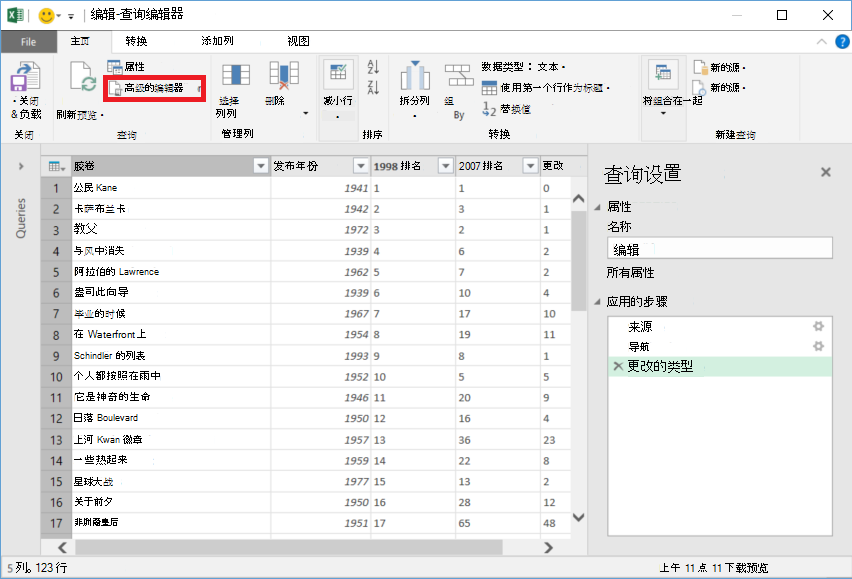 编辑-查询编辑器
File 主页 转换 添加列 视图
• 关闭
&负载
关闭
刷新预览
属性
高级的编辑器
查询
选择
列列
删除
管理列
减小行
排序
拆分列
组
By
数据类型：文本
使用第一个行作为标题
替换值
转换
将组合在一起
新的源
新的源
新建查询
Queries
胶卷 发布年份 1998 排名 2007 排名 更改
1 公民 Kane 1941 1 1 0
2 卡萨布兰卡 1942 2 3 1
3 教父 1972 3 2 1
4 与风中消失 1939 4 6 2
5 阿拉伯的 Lawrence 1962 5 7 2
6 盎司此向导 1939 6 10 4
7 毕业的时候 1967 7 17 10
8 在 Waterfront 上 1954 8 19 11
9 Schindler 的列表 1993 9 8 1
10 个人都按照在雨中 1952 10 5 5
11 它是神奇的生命 1946 11 20 9
12 日落 Boulevard 1950 12 16 4
13 上河 Kwan 徽章 1957 13 36 23
14 一些热起来 1959 14 22 8
15 星球大战 1977 15 13 2
16 关于前夕 1950 16 28 12
17 非洲裔皇后 1951 17 65 48
查询设置
属性
名称
编辑
所有属性
应用的步骤
来源
导航
更改的类型
5 列。123 行
上午 11 点 11 下载预览